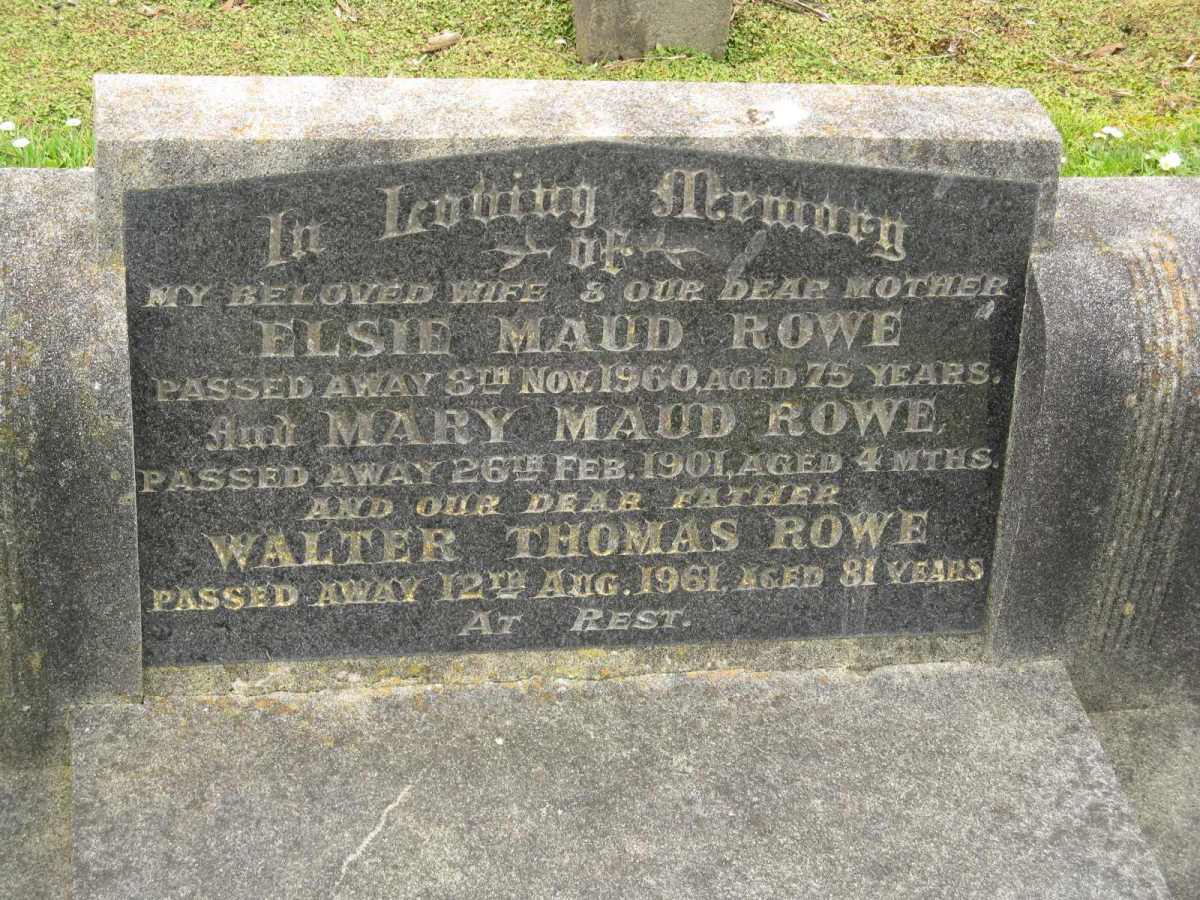 In Loving Memory
of
MY BELOVED WIFE & OUR DEAR MOTHER
ELSIE MAUD ROWE
PASSED AWAY 8TH NOV. 1960, AGED 75 YEARS.
And MARY MAUD ROWE,
PASSED AWAY 26TH FEB. 1901, AGED 4 MTHS.
AND OUR DEAR FATHER
WALTER THOMAS ROWE
PASSED AWAY 12TH AUG. 1961, AGED 81 YEARS
AT REST.